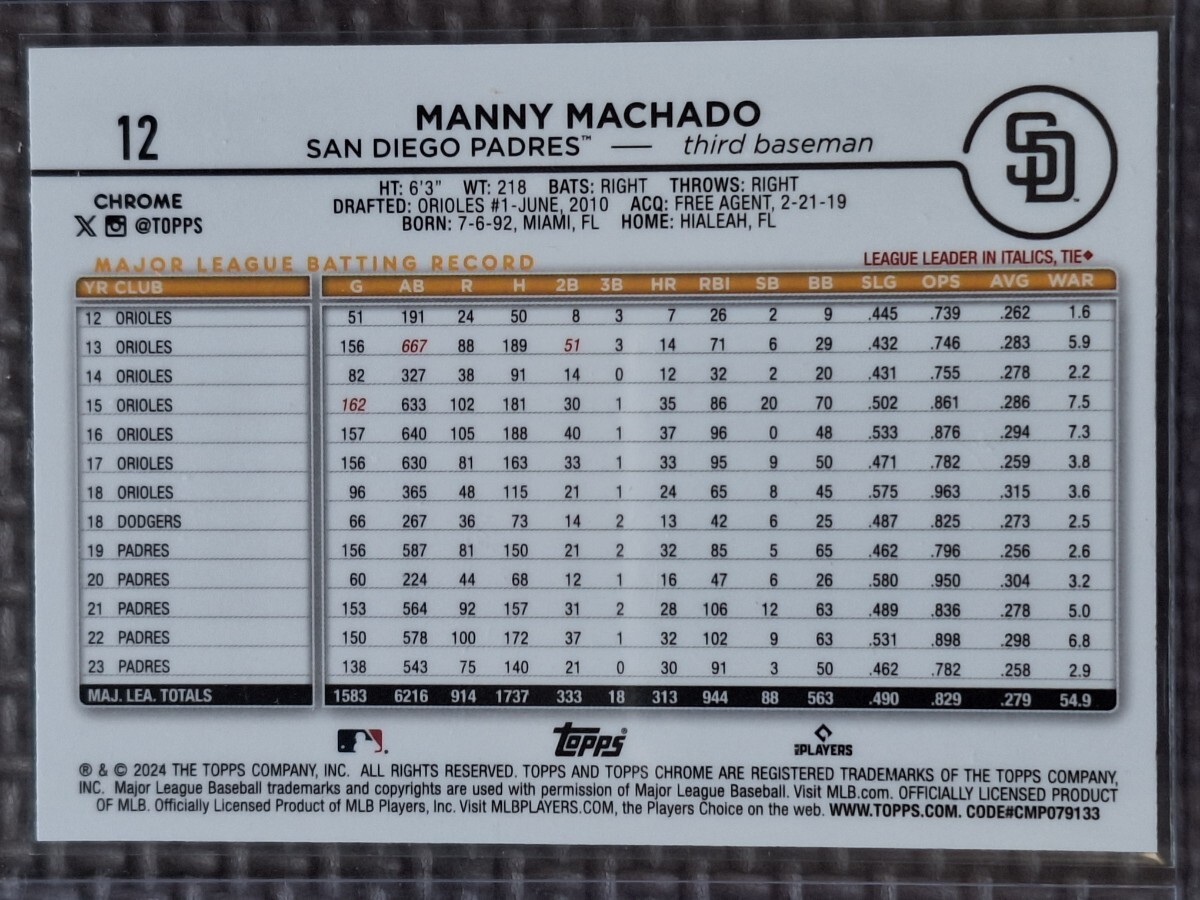 12
MANNY MACHADO
SAN DIEGO PADRES™ — third baseman
SD™
CHROME
X @TOPPS
HT: 6'3" WT: 218 BATS: RIGHT THROWS: RIGHT
DRAFTED: ORIOLES #1-JUNE, 2010 ACQ: FREE AGENT, 2-21-19
BORN: 7-6-92, MIAMI, FL HOME: HIALEAH, FL
MAJOR LEAGUE BATTING RECORD
LEAGUE LEADER IN ITALICS, TIE◆
YR CLUB G AB R H 2B 3B HR RBI SB BB SLG OPS AVG WAR
12 ORIOLES 51 191 24 50 8 3 7 26 2 9 .445 .739 .262 1.6
13 ORIOLES 156 667 88 189 51 3 14 71 6 29 .432 .746 .283 5.9
14 ORIOLES 82 327 38 91 14 0 12 32 2 20 .431 .755 .278 2.2
15 ORIOLES 162 633 102 181 30 1 35 86 20 70 .502 .861 .286 7.5
16 ORIOLES 157 640 105 188 40 1 37 96 0 48 .533 .876 .294 7.3
17 ORIOLES 156 630 81 163 33 1 33 95 9 50 .471 .782 .259 3.8
18 ORIOLES 96 365 48 115 21 1 24 65 8 45 .575 .963 .315 3.6
18 DODGERS 66 267 36 73 14 2 13 42 6 25 .487 .825 .273 2.5
19 PADRES 156 587 81 150 21 2 32 85 5 65 .462 .796 .256 2.6
20 PADRES 60 224 44 68 12 1 16 47 6 26 .580 .950 .304 3.2
21 PADRES 153 564 92 157 31 2 28 106 12 63 .489 .836 .278 5.0
22 PADRES 150 578 100 172 37 1 32 102 9 63 .531 .898 .298 6.8
23 PADRES 138 543 75 140 21 0 30 91 3 50 .462 .782 .258 2.9
MAJ. LEA. TOTALS 1583 6216 914 1737 333 18 313 944 88 563 .490 .829 .279 54.9
Topps®
MLB PLAYERS
® & © 2024 THE TOPPS COMPANY, INC. ALL RIGHTS RESERVED. TOPPS AND TOPPS CHROME ARE REGISTERED TRADEMARKS OF THE TOPPS COMPANY,
INC. Major League Baseball trademarks and copyrights are used with permission of Major League Baseball. Visit MLB.com. OFFICIALLY LICENSED PRODUCT
OF MLB. Officially Licensed Product of MLB Players, Inc. Visit MLBPLAYERS.COM, the Players Choice on the web. WWW.TOPPS.COM. CODE#CMP079133